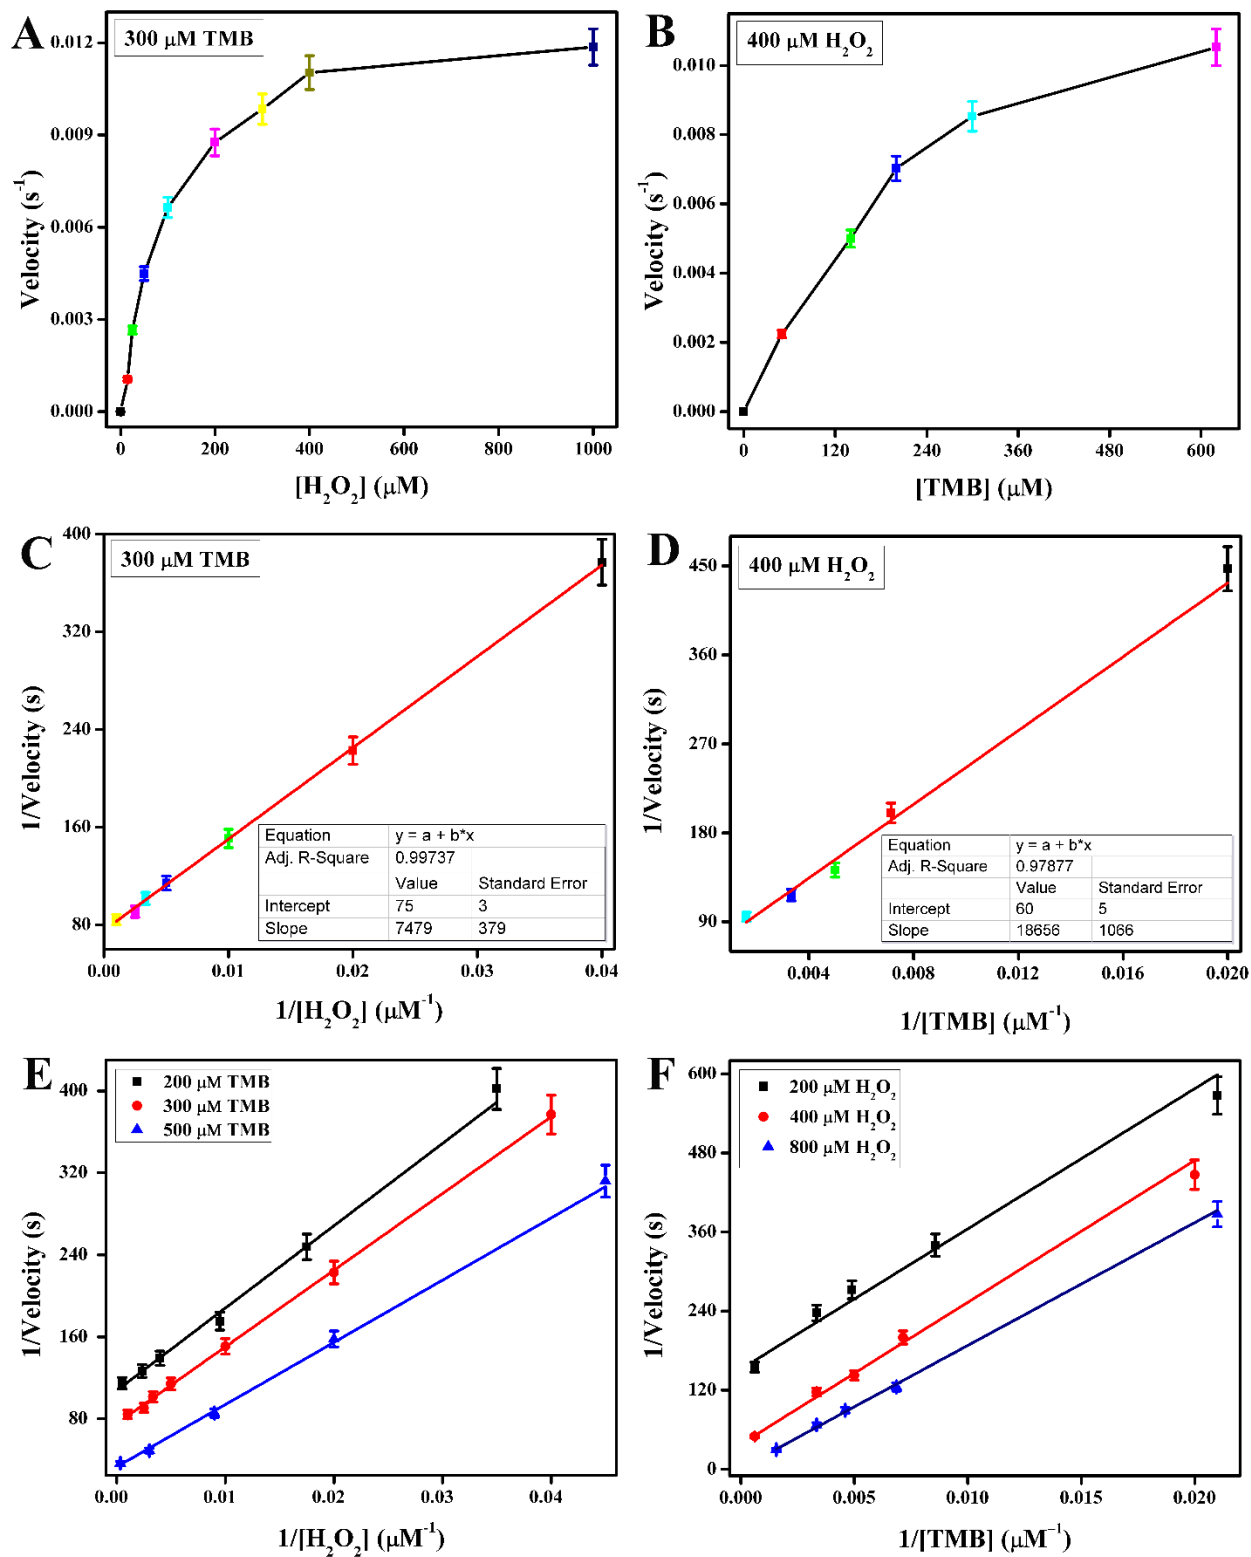 A
300 μM TMB
0.012
0.009
0.006
0.003
0.000
Velocity (s⁻¹)
0 200 400 600 800 1000
[H₂O₂] (μM)
B
400 μM H₂O₂
0.010
0.008
0.006
0.004
0.002
0.000
Velocity (s⁻¹)
0 120 240 360 480 600
[TMB] (μM)
C
300 μM TMB
400
320
240
160
80
1/Velocity (s)
Equation y = a + b*x
Adj. R-Square 0.99737
Value Standard Error
Intercept 75 3
Slope 7479 379
0.00 0.01 0.02 0.03 0.04
1/[H₂O₂] (μM⁻¹)
D
400 μM H₂O₂
450
360
270
180
90
1/Velocity (s)
Equation y = a + b*x
Adj. R-Square 0.97877
Value Standard Error
Intercept 60 5
Slope 18656 1066
0.004 0.008 0.012 0.016 0.020
1/[TMB] (μM⁻¹)
E
200 μM TMB
300 μM TMB
500 μM TMB
400
320
240
160
80
1/Velocity (s)
0.00 0.01 0.02 0.03 0.04
1/[H₂O₂] (μM⁻¹)
F
200 μM H₂O₂
400 μM H₂O₂
800 μM H₂O₂
600
480
360
240
120
0
1/Velocity (s)
0.000 0.005 0.010 0.015 0.020
1/[TMB] (μM⁻¹)